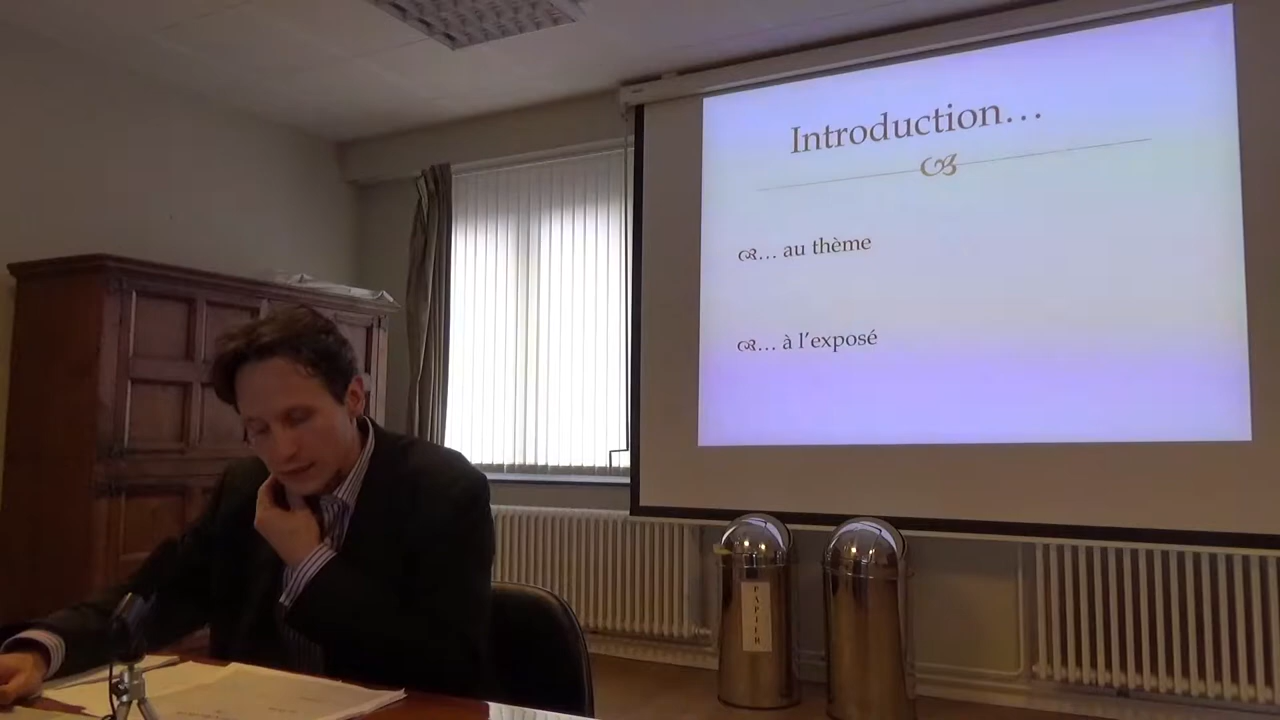 Introduction…
… au thème
… à l'exposé
PAPIER